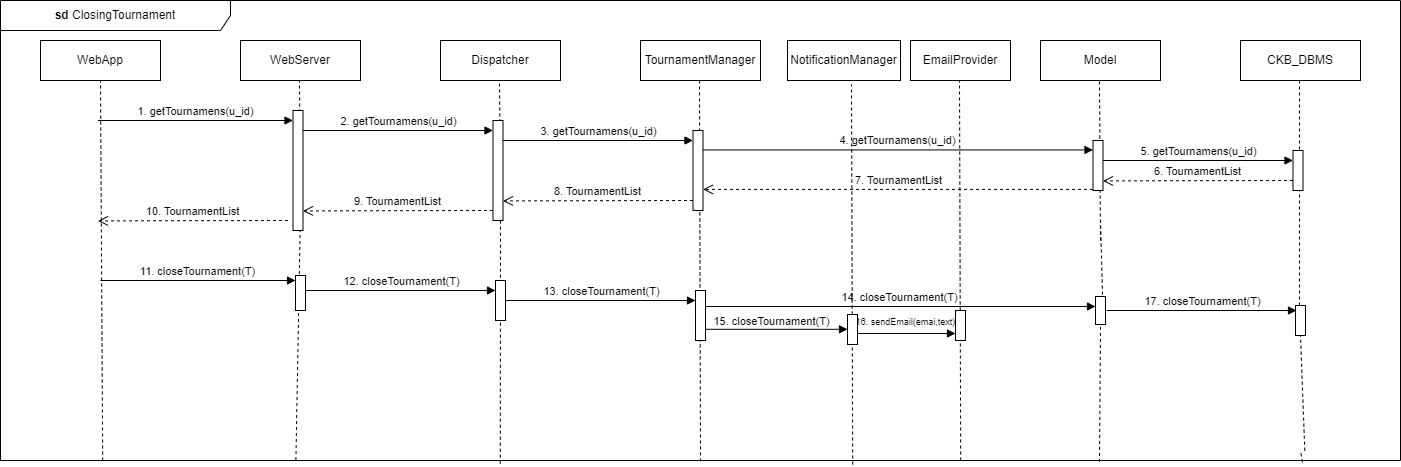 sd ClosingTournament
WebApp
WebServer
Dispatcher
TournamentManager
NotificationManager
EmailProvider
Model
CKB_DBMS
1. getTournamens(u_id)
2. getTournamens(u_id)
3. getTournamens(u_id)
4. getTournamens(u_id)
5. getTournamens(u_id)
6. TournamentList
7. TournamentList
8. TournamentList
9. TournamentList
10. TournamentList
11. closeTournament(T)
12. closeTournament(T)
13. closeTournament(T)
14. closeTournament(T)
17. closeTournament(T)
15. closeTournament(T)
16. sendEmail(emai,text)